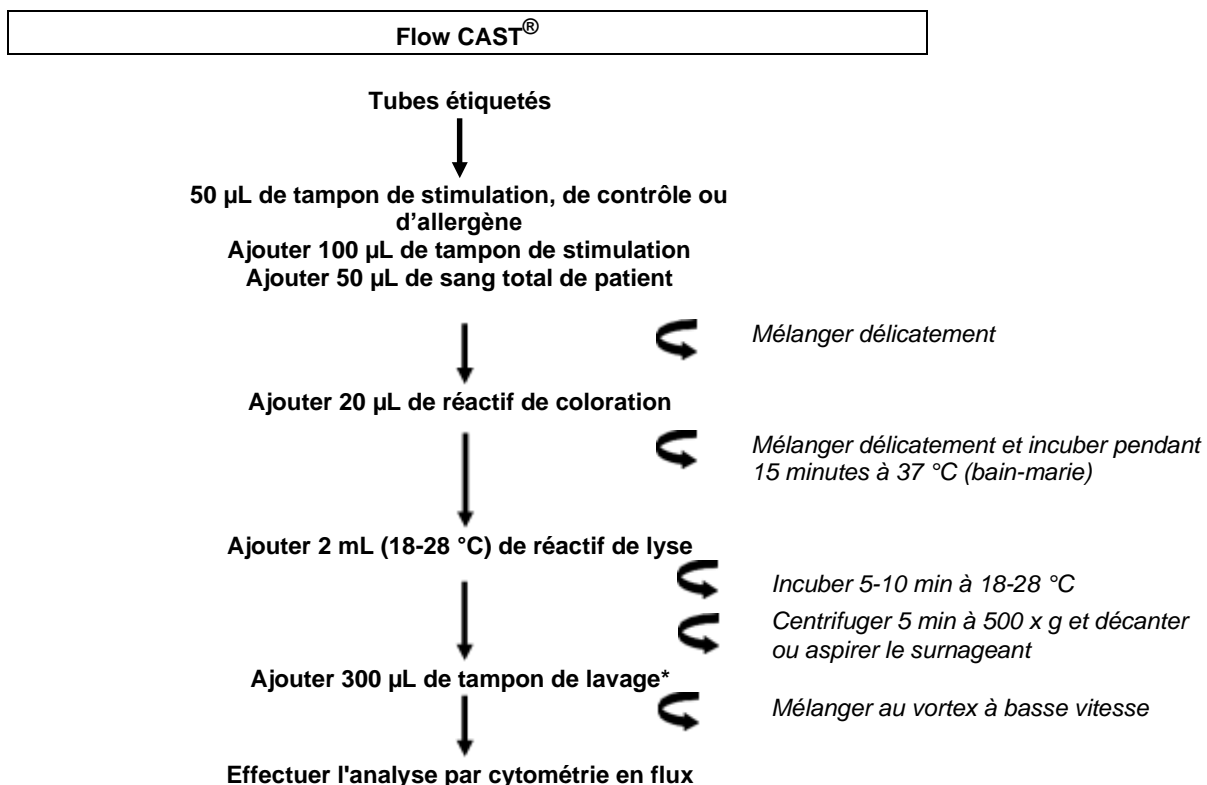 Flow CAST®
Tubes étiquetés
50 µL de tampon de stimulation, de contrôle ou
d’allergène
Ajouter 100 µL de tampon de stimulation
Ajouter 50 µL de sang total de patient
Mélanger délicatement
Ajouter 20 µL de réactif de coloration
Mélanger délicatement et incuber pendant
15 minutes à 37 °C (bain-marie)
Ajouter 2 mL (18-28 °C) de réactif de lyse
Incuber 5-10 min à 18-28 °C
Centrifuger 5 min à 500 x g et décanter
ou aspirer le surnageant
Ajouter 300 µL de tampon de lavage*
Mélanger au vortex à basse vitesse
Effectuer l'analyse par cytométrie en flux